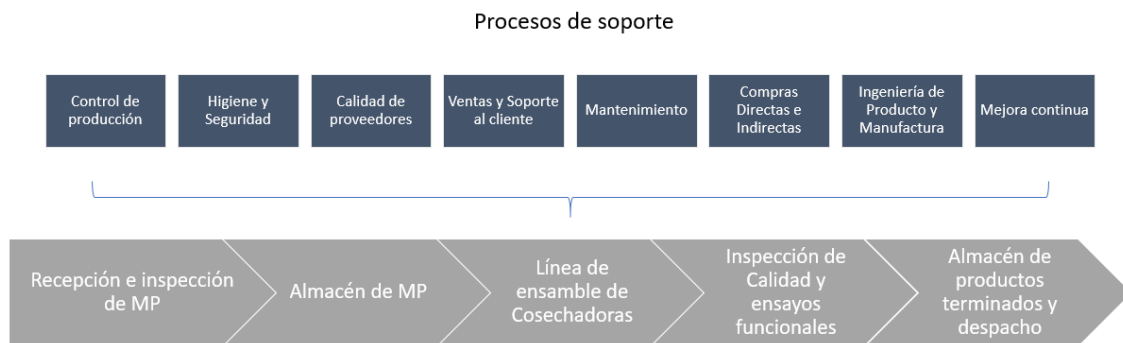 Procesos de soporte
Control de
producción
Higiene y
Seguridad
Calidad de
proveedores
Ventas y Soporte
al cliente
Mantenimiento
Compras
Directas e
Indirectas
Ingeniería de
Producto y
Manufactura
Mejora continua
Recepción e inspección
de MP
Almacén de MP
Línea de
ensamble de
Cosechadoras
Inspección de
Calidad y
ensayos
funcionales
Almacén de
productos
terminados y
despacho